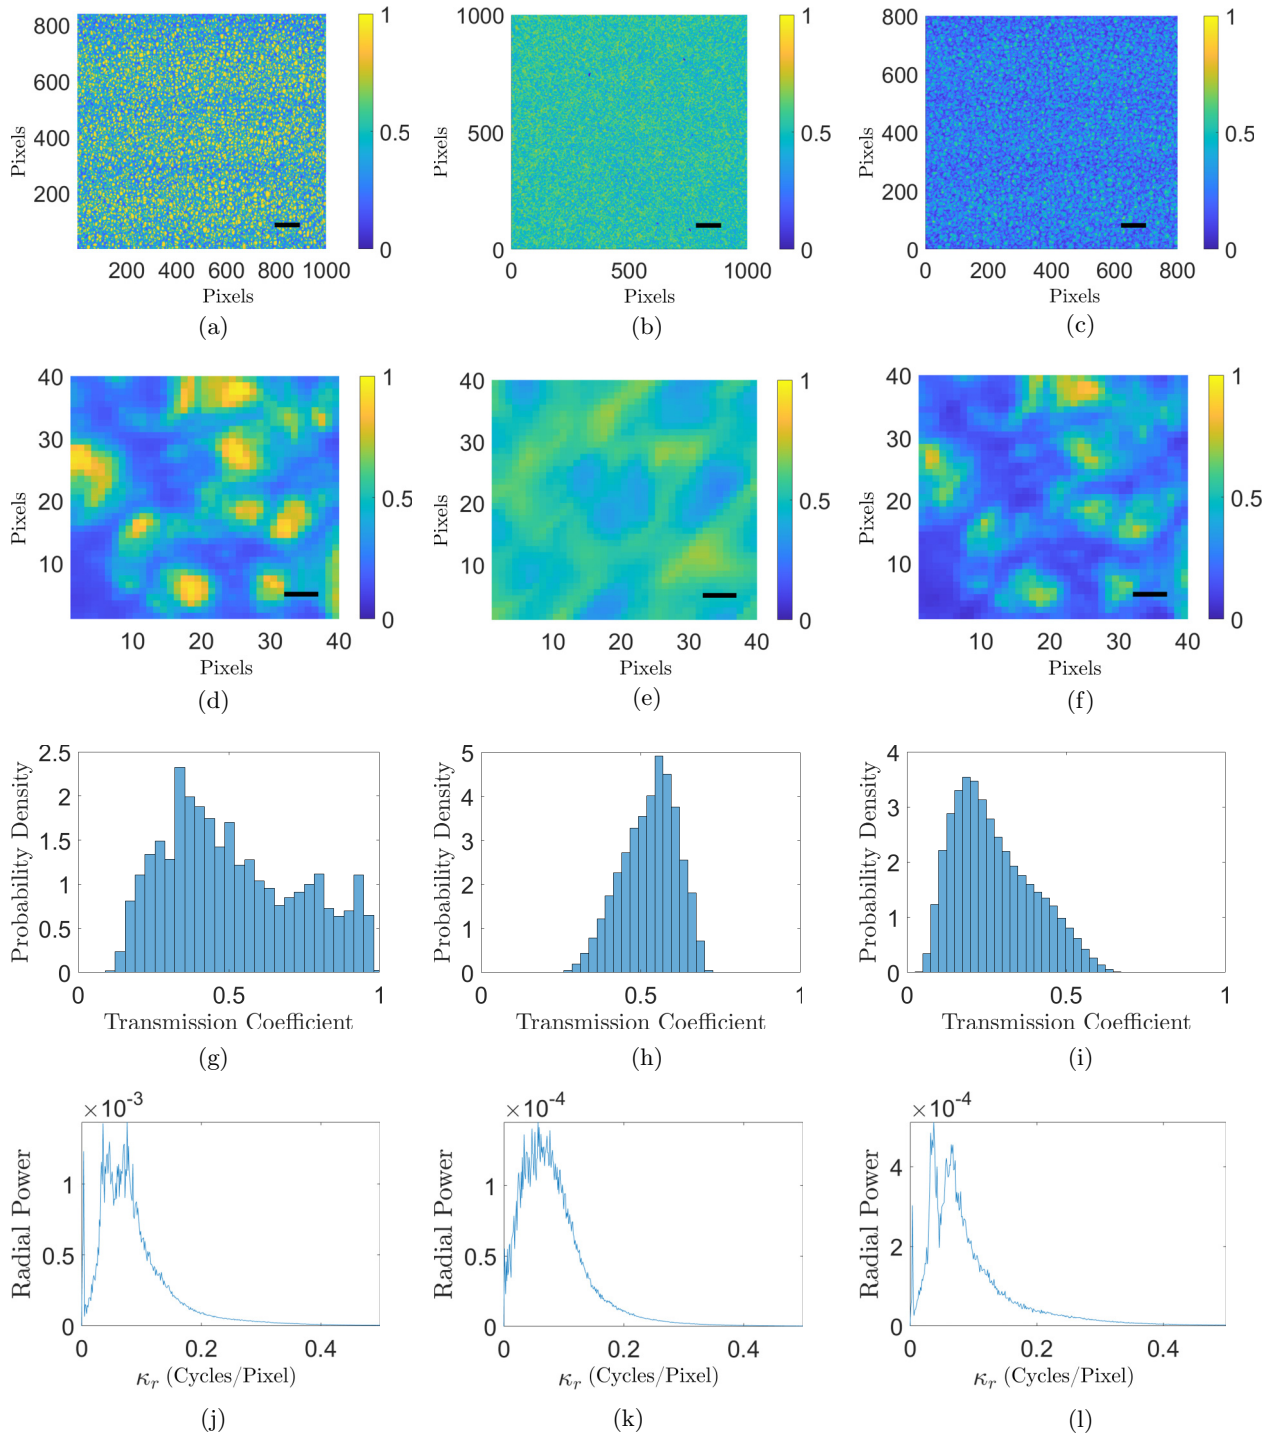 800
600
400
200
Pixels
200 400 600 800 1000
Pixels
1
0.5
0
(a)
1000
500
0
Pixels
0 500 1000
Pixels
1
0.5
0
(b)
800
600
400
200
0
Pixels
0 200 400 600 800
Pixels
1
0.5
0
(c)
40
30
20
10
Pixels
10 20 30 40
Pixels
1
0.5
0
(d)
40
30
20
10
Pixels
10 20 30 40
Pixels
1
0.5
0
(e)
40
30
20
10
Pixels
10 20 30 40
Pixels
1
0.5
0
(f)
2.5
2
1.5
1
0.5
0
Probability Density
0 0.5 1
Transmission Coefficient
(g)
5
4
3
2
1
0
Probability Density
0 0.5 1
Transmission Coefficient
(h)
4
3
2
1
0
Probability Density
0 0.5 1
Transmission Coefficient
(i)
×10-3
1
0.5
0
Radial Power
0 0.2 0.4
κr (Cycles/Pixel)
(j)
×10-4
1
0.5
0
Radial Power
0 0.2 0.4
κr (Cycles/Pixel)
(k)
×10-4
4
2
0
Radial Power
0 0.2 0.4
κr (Cycles/Pixel)
(l)